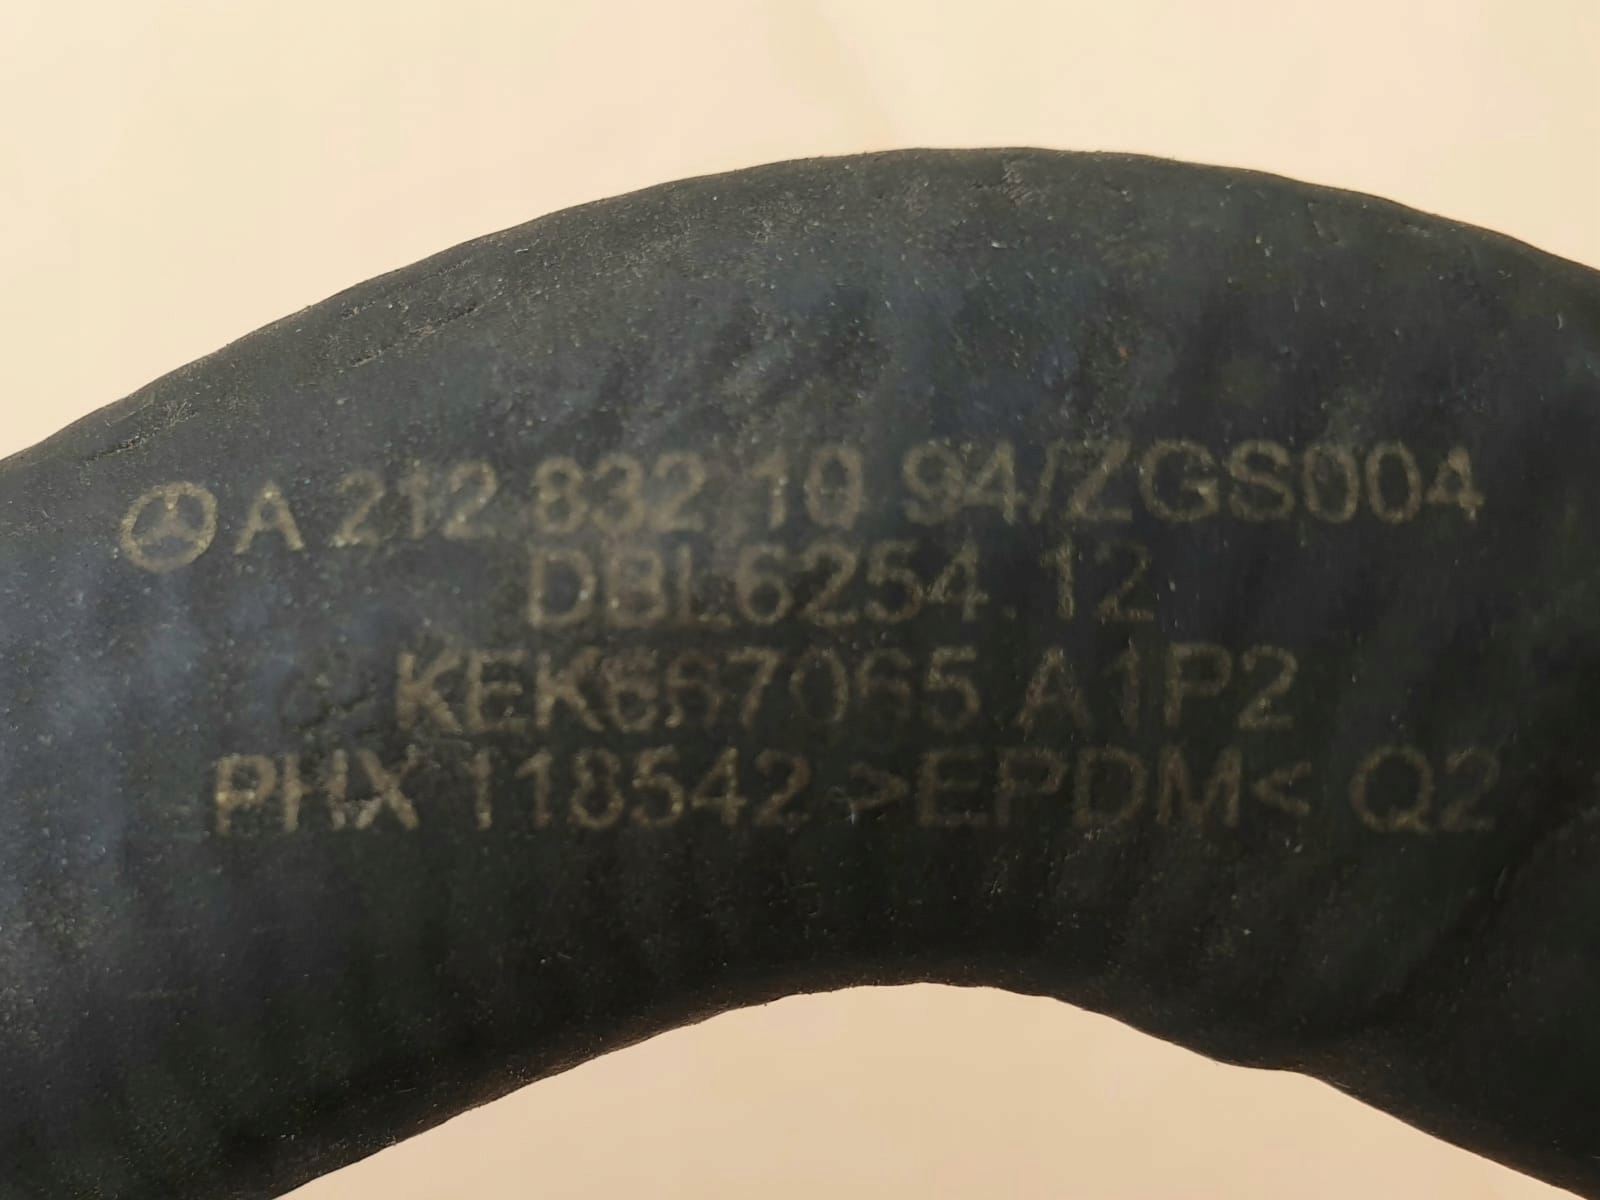 A 212 832 10 94/ZGS004
DBL6254.12
KEK667065 A1P2
PHX 118542 >EPDM< Q2